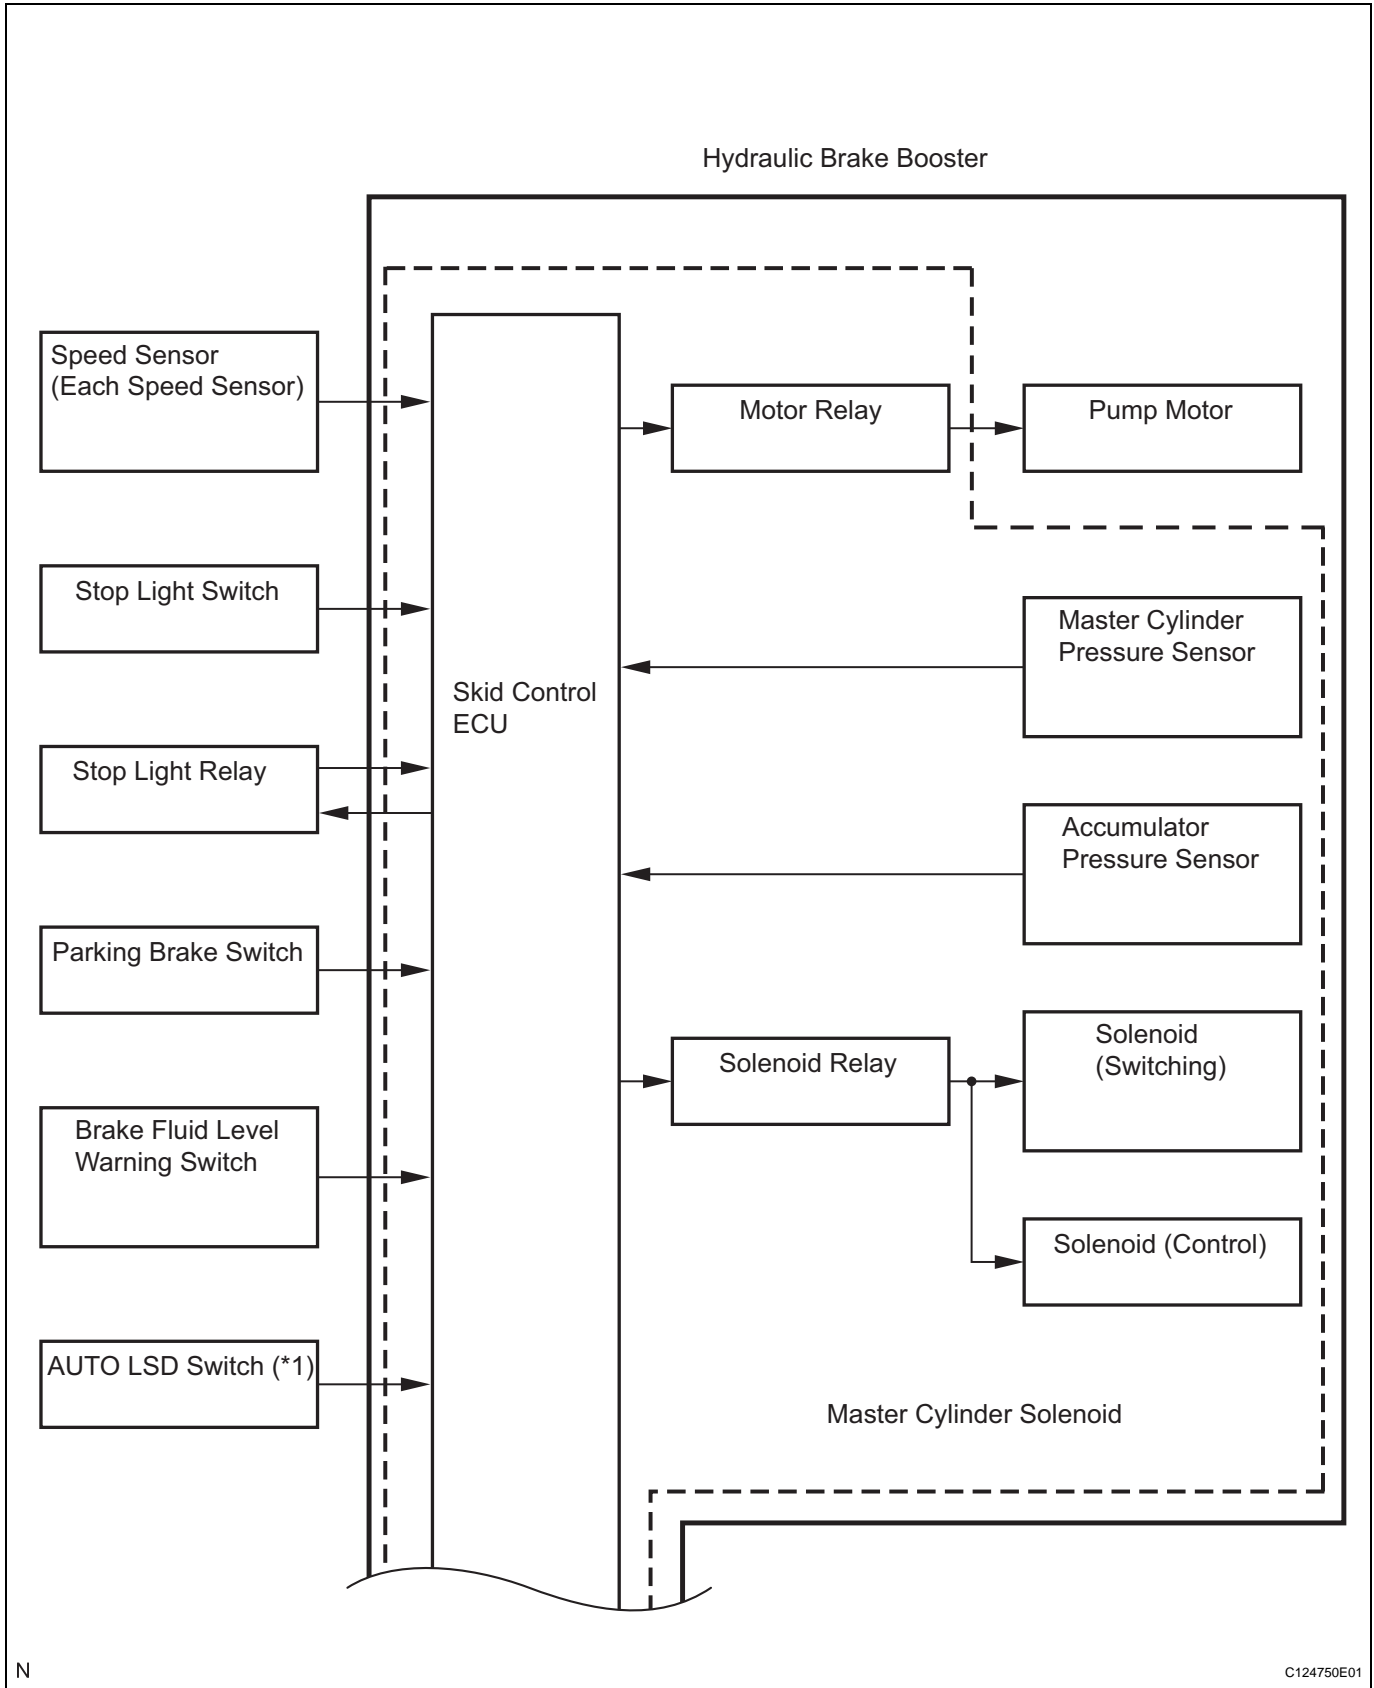 Hydraulic Brake Booster
Speed Sensor
(Each Speed Sensor)
Motor Relay
Pump Motor
Stop Light Switch
Master Cylinder
Pressure Sensor
Skid Control
ECU
Stop Light Relay
Accumulator
Pressure Sensor
Parking Brake Switch
Solenoid Relay
Solenoid
(Switching)
Brake Fluid Level
Warning Switch
Solenoid (Control)
AUTO LSD Switch (*1)
Master Cylinder Solenoid
N
C124750E01